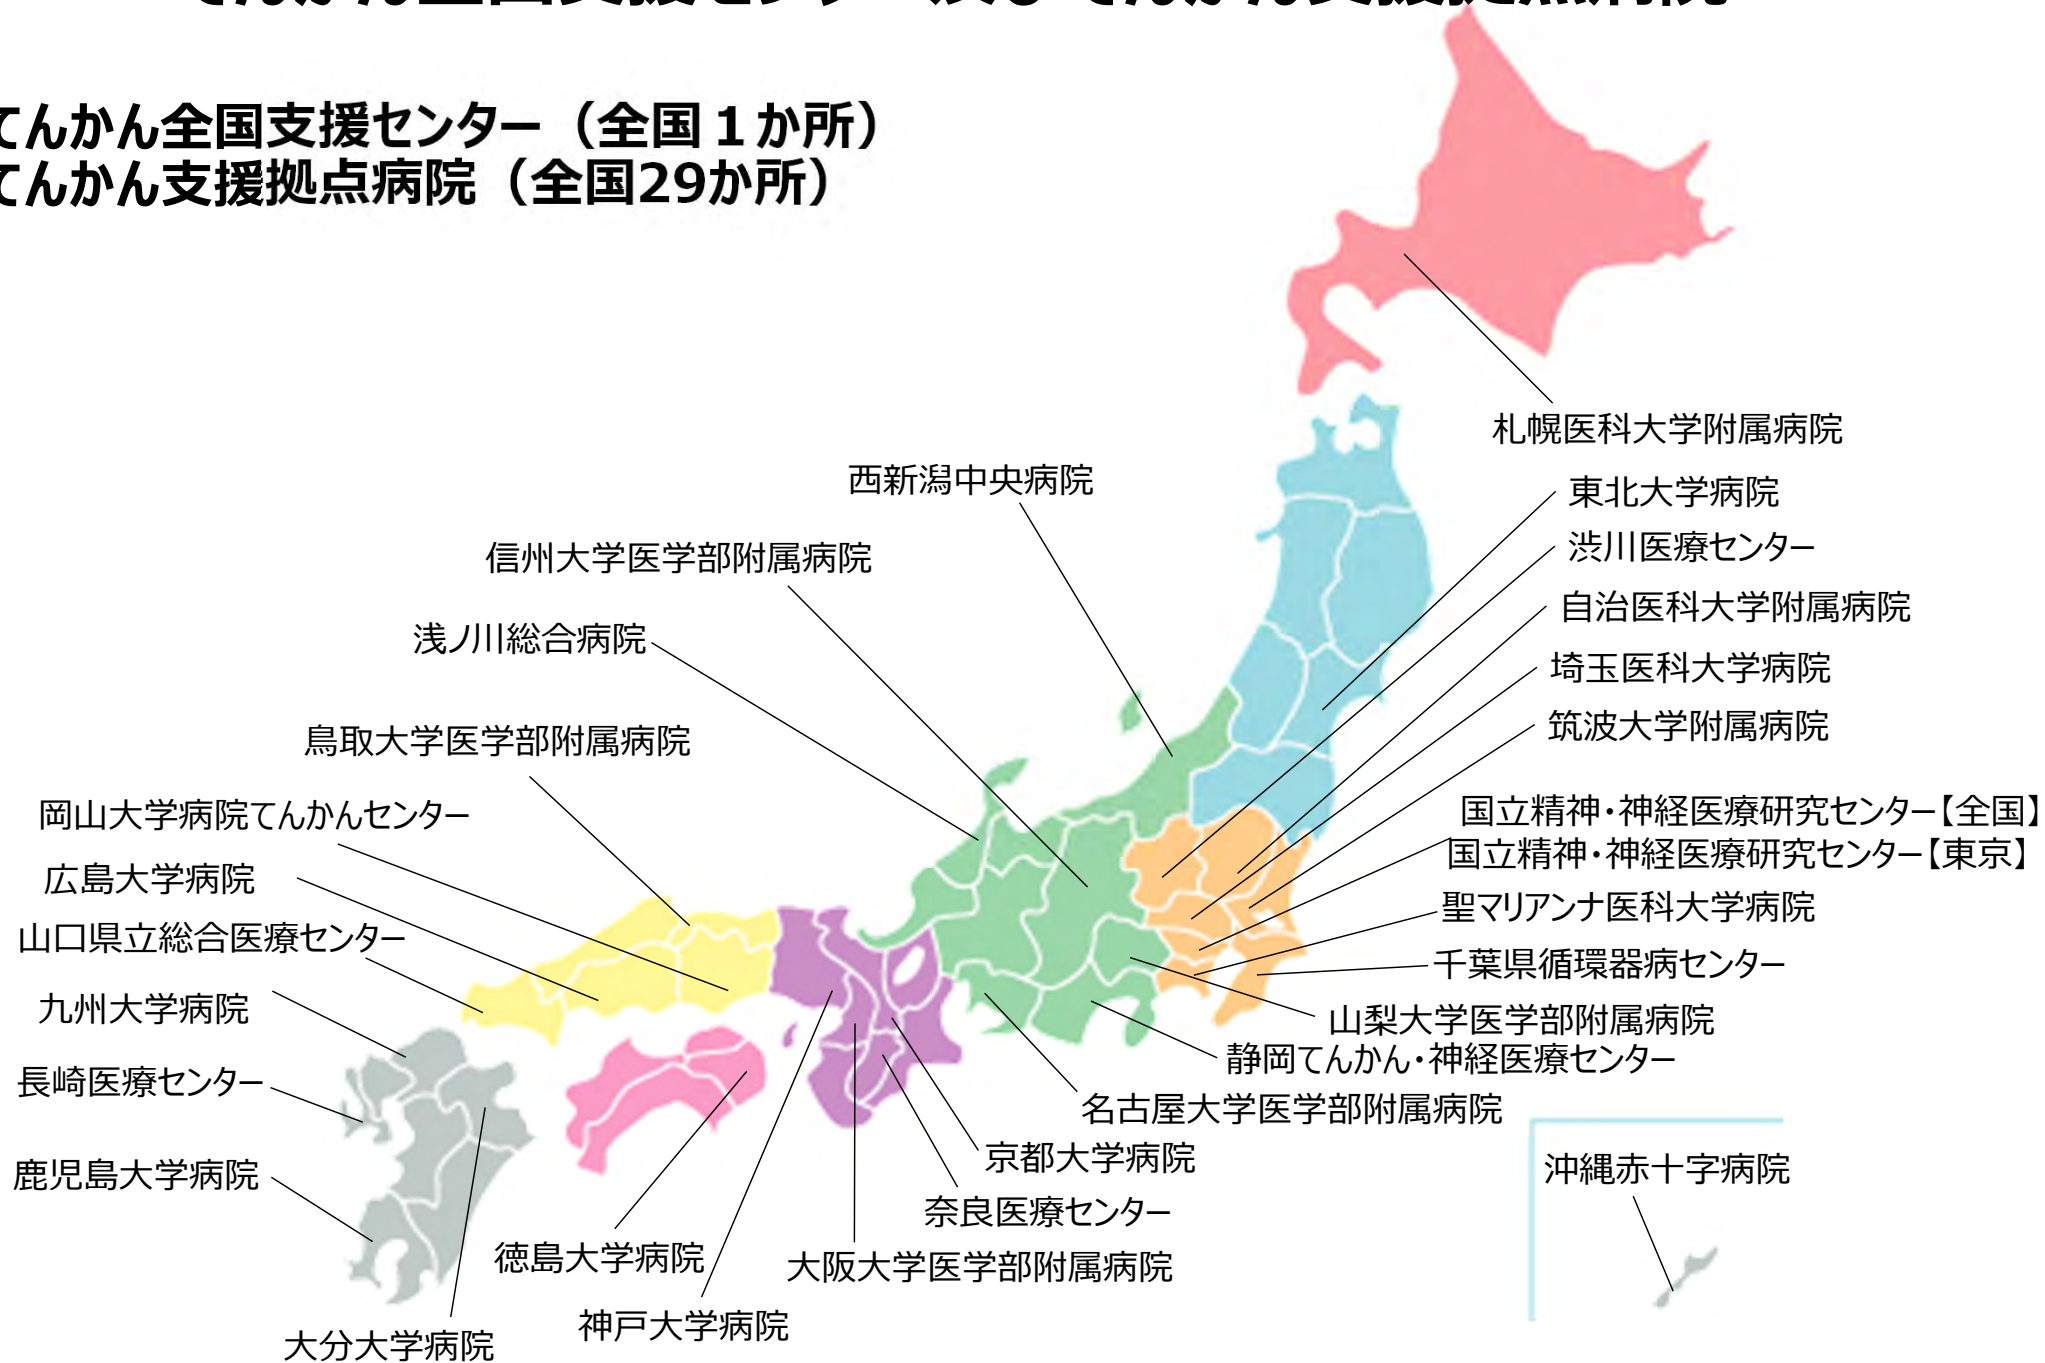 てんかん全国支援センター（全国１か所）
てんかん支援拠点病院（全国29か所）
札幌医科大学附属病院
西新潟中央病院
東北大学病院
信州大学医学部附属病院
渋川医療センター
自治医科大学附属病院
浅ノ川総合病院
埼玉医科大学病院
鳥取大学医学部附属病院
筑波大学附属病院
岡山大学病院てんかんセンター
国立精神・神経医療研究センター【全国】
国立精神・神経医療研究センター【東京】
広島大学病院
聖マリアンナ医科大学病院
山口県立総合医療センター
千葉県循環器病センター
九州大学病院
山梨大学医学部附属病院
静岡てんかん・神経医療センター
長崎医療センター
名古屋大学医学部附属病院
京都大学病院
鹿児島大学病院
沖縄赤十字病院
奈良医療センター
徳島大学病院
大阪大学医学部附属病院
神戸大学病院
大分大学病院